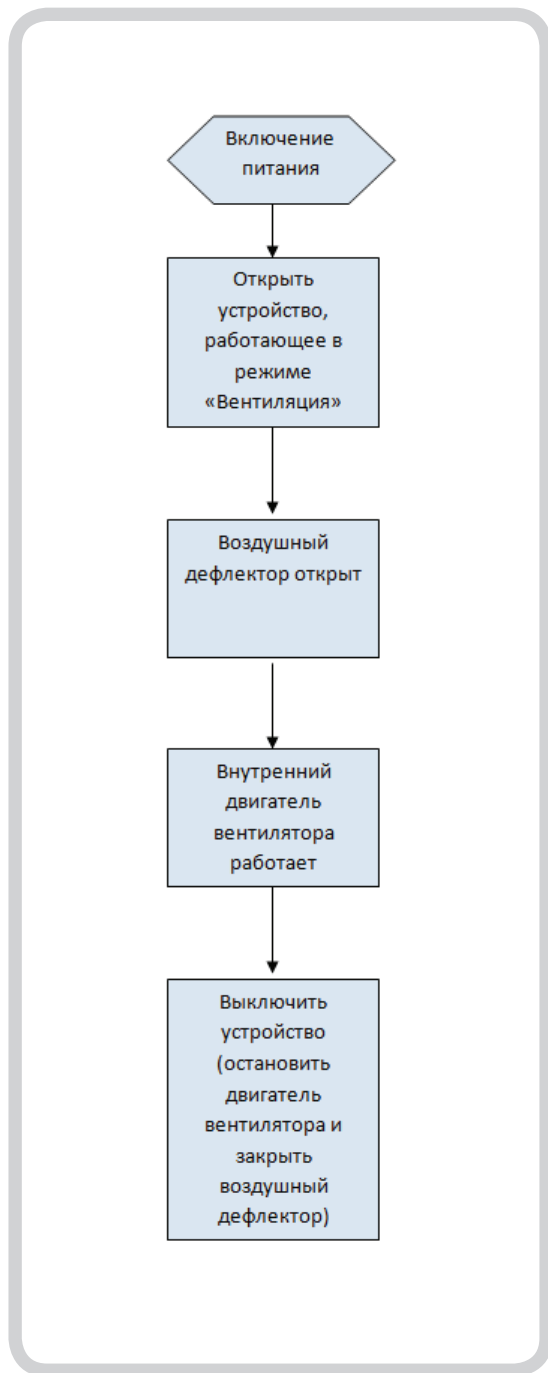 Включение
питания
Открыть
устройство,
работающее в
режиме
«Вентиляция»
Воздушный
дефлектор открыт
Внутренний
двигатель
вентилятора
работает
Выключить
устройство
(остановить
двигатель
вентилятора и
закрыть
воздушный
дефлектор)